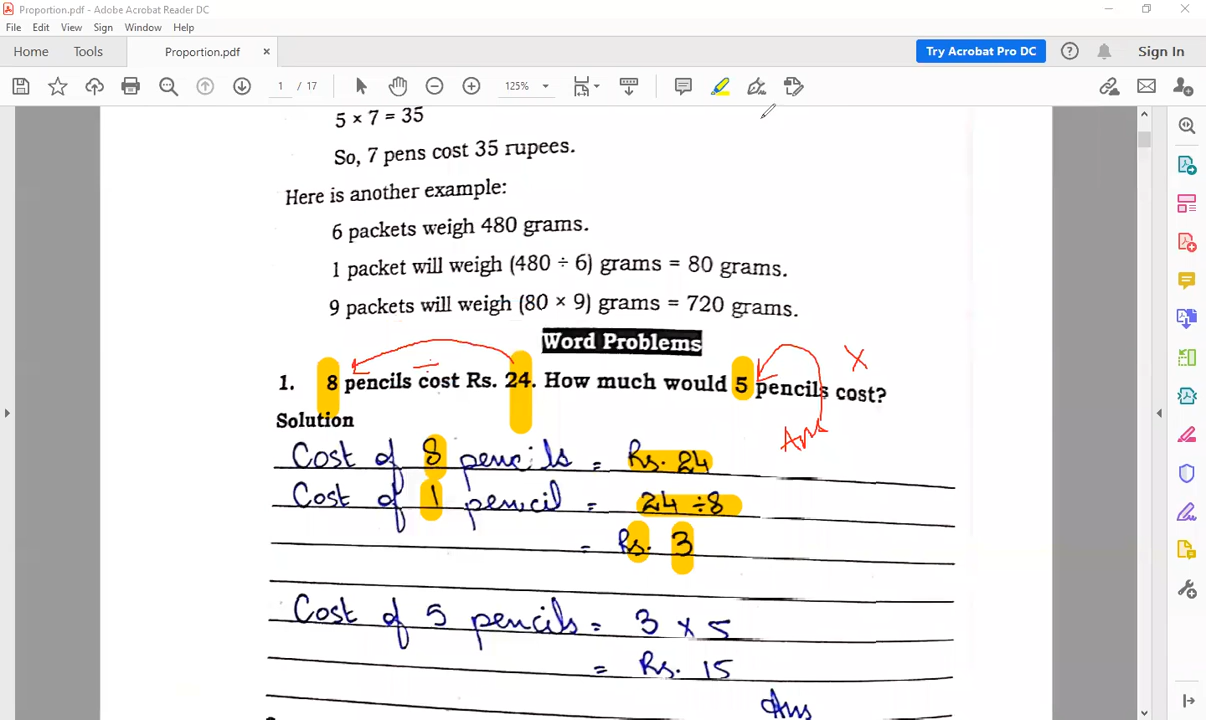 Proportion.pdf - Adobe Acrobat Reader DC
File Edit View Sign Window Help
Home Tools Proportion.pdf × Try Acrobat Pro DC Sign In
1 / 17 125%
5 × 7 = 35
So, 7 pens cost 35 rupees.
Here is another example:
6 packets weigh 480 grams.
1 packet will weigh (480 ÷ 6) grams = 80 grams.
9 packets will weigh (80 × 9) grams = 720 grams.
Word Problems
X
1. 8 pencils cost Rs. 24. How much would 5 pencils cost?
Solution
Ans
Cost of 8 pencils = Rs. 24
Cost of 1 pencil = 24 ÷ 8
= Rs. 3
Cost of 5 pencils = 3 × 5
= Rs. 15
Ans